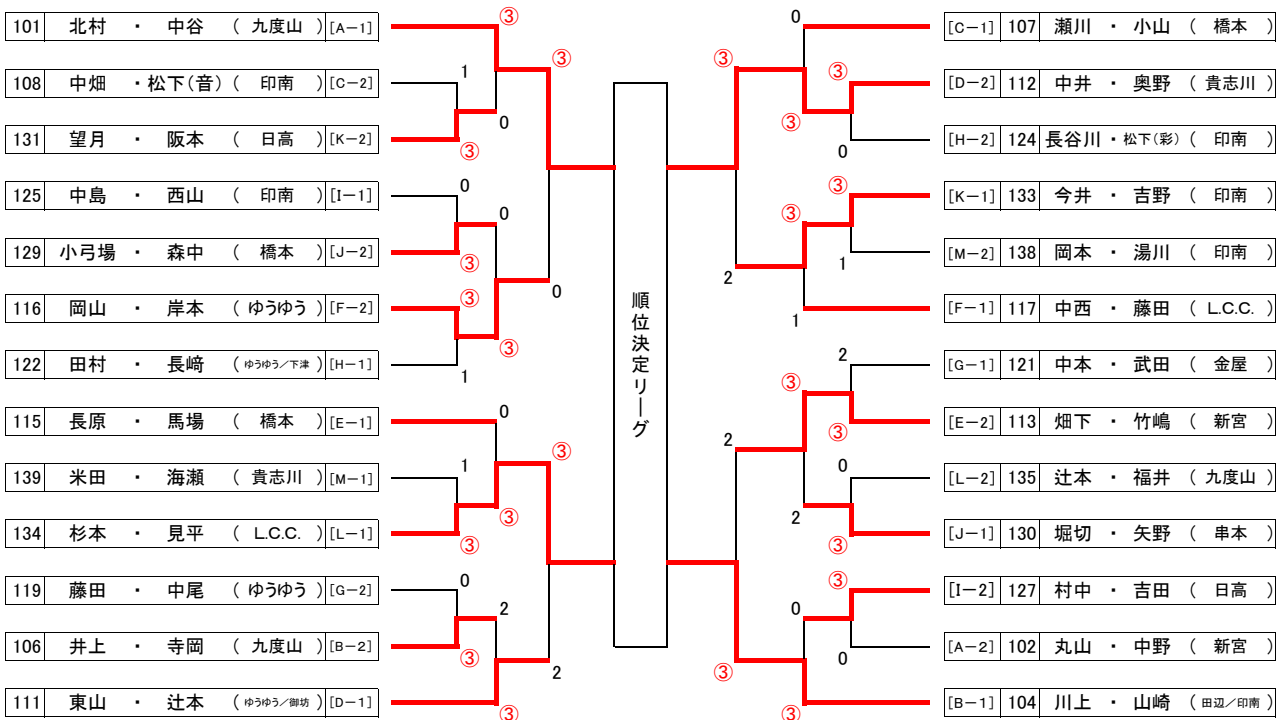 101 北村 ・ 中谷 ( 九度山 ) [A-1]
108 中畑 ・ 松下(音) ( 印南 ) [C-2]
131 望月 ・ 阪本 ( 日高 ) [K-2]
125 中島 ・ 西山 ( 印南 ) [I-1]
129 小弓場 ・ 森中 ( 橋本 ) [J-2]
116 岡山 ・ 岸本 ( ゆうゆう ) [F-2]
122 田村 ・ 長﨑 ( ゆうゆう/下津 ) [H-1]
115 長原 ・ 馬場 ( 橋本 ) [E-1]
139 米田 ・ 海瀬 ( 貴志川 ) [M-1]
134 杉本 ・ 見平 ( L.C.C. ) [L-1]
119 藤田 ・ 中尾 ( ゆうゆう ) [G-2]
106 井上 ・ 寺岡 ( 九度山 ) [B-2]
111 東山 ・ 辻本 ( ゆうゆう/御坊 ) [D-1]
③
1
③
0
③
0
0
③
③
0
③
1
0
③
1
③
③
0
2
③
2
③
順位決定リーグ
0
③
③
③
0
③
③
1
2
1
2
③
③
2
0
2
③
③
0
0
③
③
[C-1] 107 瀬川 ・ 小山 ( 橋本 )
[D-2] 112 中井 ・ 奥野 ( 貴志川 )
[H-2] 124 長谷川 ・ 松下(彩) ( 印南 )
[K-1] 133 今井 ・ 吉野 ( 印南 )
[M-2] 138 岡本 ・ 湯川 ( 印南 )
[F-1] 117 中西 ・ 藤田 ( L.C.C. )
[G-1] 121 中本 ・ 武田 ( 金屋 )
[E-2] 113 畑下 ・ 竹嶋 ( 新宮 )
[L-2] 135 辻本 ・ 福井 ( 九度山 )
[J-1] 130 堀切 ・ 矢野 ( 串本 )
[I-2] 127 村中 ・ 吉田 ( 日高 )
[A-2] 102 丸山 ・ 中野 ( 新宮 )
[B-1] 104 川上 ・ 山崎 ( 田辺/印南 )